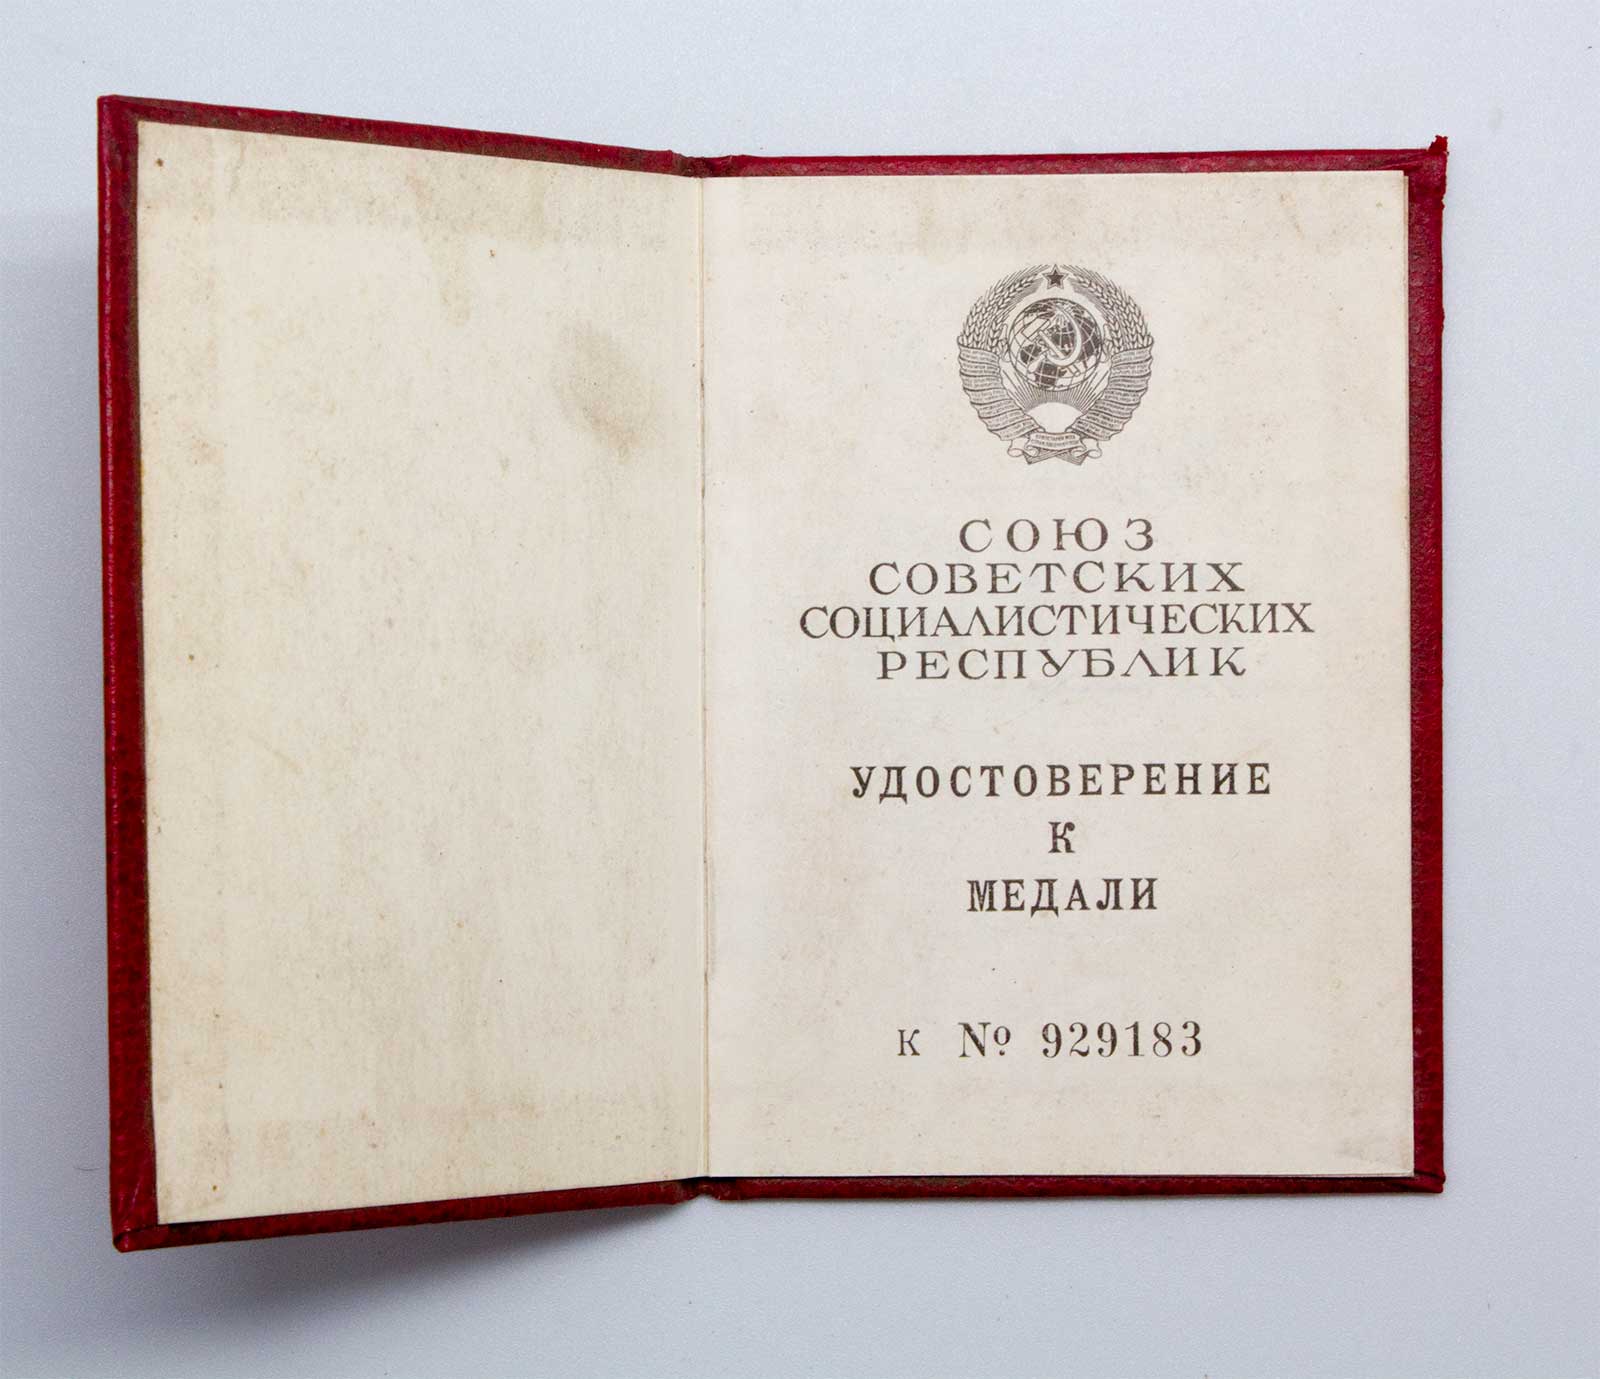 СОЮЗ
СОВЕТСКИХ
СОЦИАЛИСТИЧЕСКИХ
РЕСПУБЛИК
УДОСТОВЕРЕНИЕ
К
МЕДАЛИ
К № 929183